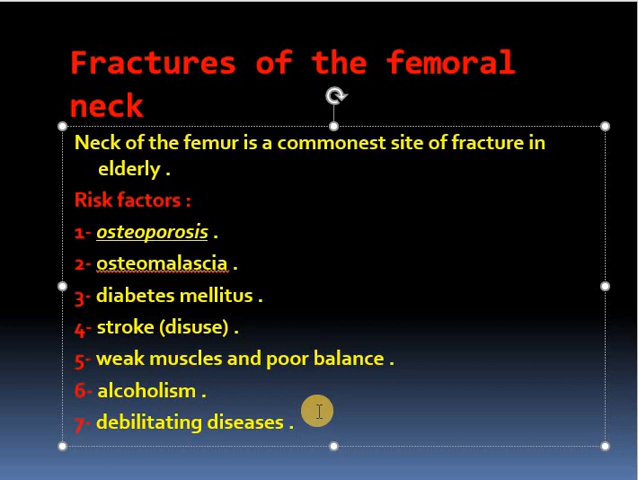 Fractures of the femoral
neck
Neck of the femur is a commonest site of fracture in
elderly .
Risk factors :
1- osteoporosis .
2- osteomalascia .
3- diabetes mellitus .
4- stroke (disuse) .
5- weak muscles and poor balance .
6- alcoholism .
7- debilitating diseases .